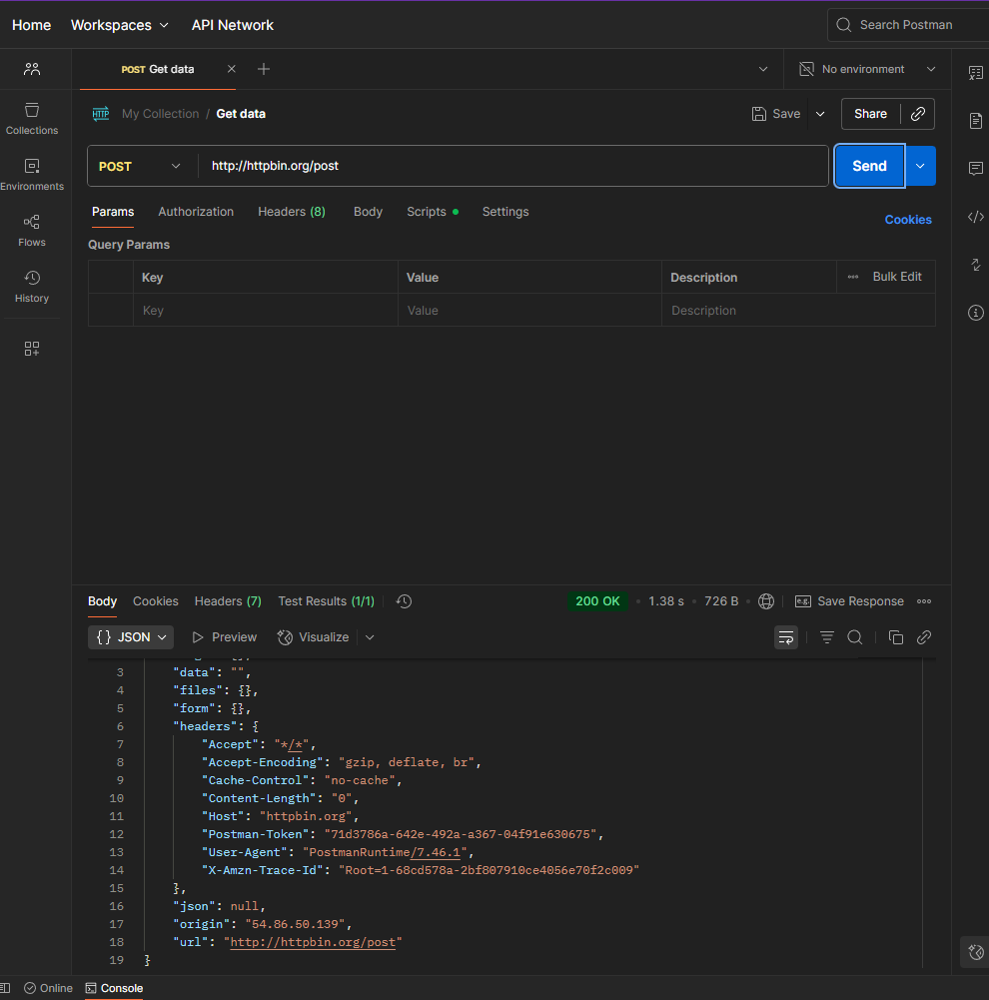 Home Workspaces API Network Search Postman
POST Get data No environment
My Collection / Get data Save Share
Collections
POST http://httpbin.org/post Send
Environments
Params Authorization Headers (8) Body Scripts Settings Cookies
Flows
Query Params
Key Value Description Bulk Edit
History
Key Value Description
Body Cookies Headers (7) Test Results (1/1) 200 OK 1.38 s 726 B e.g. Save Response
{} JSON Preview Visualize
3 "data": "",
4 "files": {},
5 "form": {},
6 "headers": {
7 "Accept": "*/*",
8 "Accept-Encoding": "gzip, deflate, br",
9 "Cache-Control": "no-cache",
10 "Content-Length": "0",
11 "Host": "httpbin.org",
12 "Postman-Token": "71d3786a-642e-492a-a367-04f91e630675",
13 "User-Agent": "PostmanRuntime/7.46.1",
14 "X-Amzn-Trace-Id": "Root=1-68cd578a-2bf807910ce4056e70f2c009"
15 },
16 "json": null,
17 "origin": "54.86.50.139",
18 "url": "http://httpbin.org/post"
19 }
Online Console